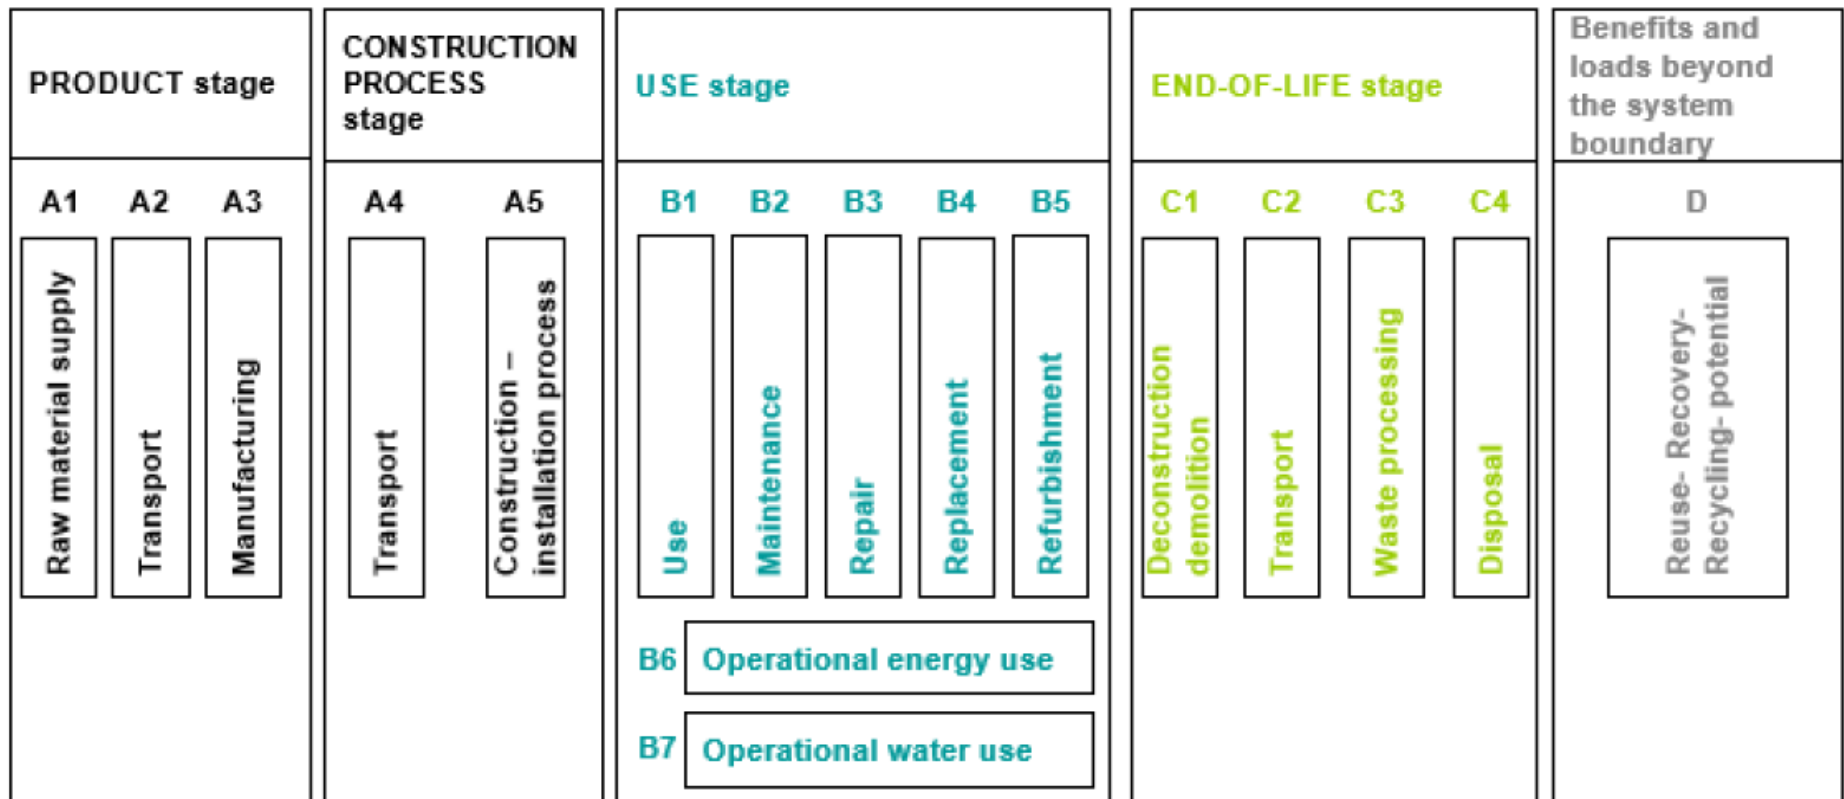 PRODUCT stage
CONSTRUCTION
PROCESS
stage
USE stage
END-OF-LIFE stage
Benefits and
loads beyond
the system
boundary
A1
A2
A3
A4
A5
B1
B2
B3
B4
B5
C1
C2
C3
C4
D
Raw material supply
Transport
Manufacturing
Transport
Construction –
installation process
Use
Maintenance
Repair
Replacement
Refurbishment
Deconstruction
demolition
Transport
Waste processing
Disposal
Reuse- Recovery-
Recycling- potential
B6
Operational energy use
B7
Operational water use